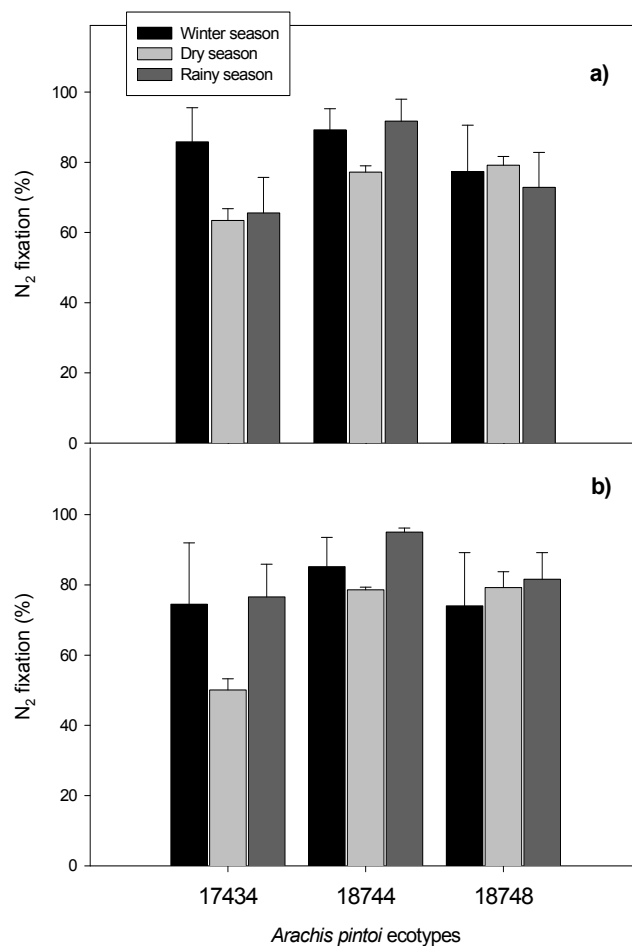 Winter season
Dry season
Rainy season
a)
100
80
60
40
20
0
N₂ fixation (%)
b)
100
80
60
40
20
0
N₂ fixation (%)
17434 18744 18748
Arachis pintoi ecotypes